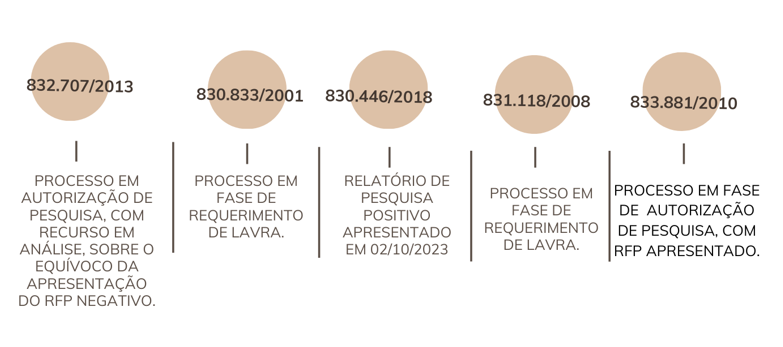 832.707/2013
PROCESSO EM
AUTORIZAÇÃO DE
PESQUISA, COM
RECURSO EM
ANÁLISE, SOBRE O
EQUÍVOCO DA
APRESENTAÇÃO
DO RFP NEGATIVO.
830.833/2001
PROCESSO EM
FASE DE
REQUERIMENTO
DE LAVRA.
830.446/2018
RELATÓRIO DE
PESQUISA
POSITIVO
APRESENTADO
EM 02/10/2023
831.118/2008
PROCESSO EM
FASE DE
REQUERIMENTO
DE LAVRA.
833.881/2010
PROCESSO EM FASE
DE AUTORIZAÇÃO
DE PESQUISA, COM
RFP APRESENTADO.